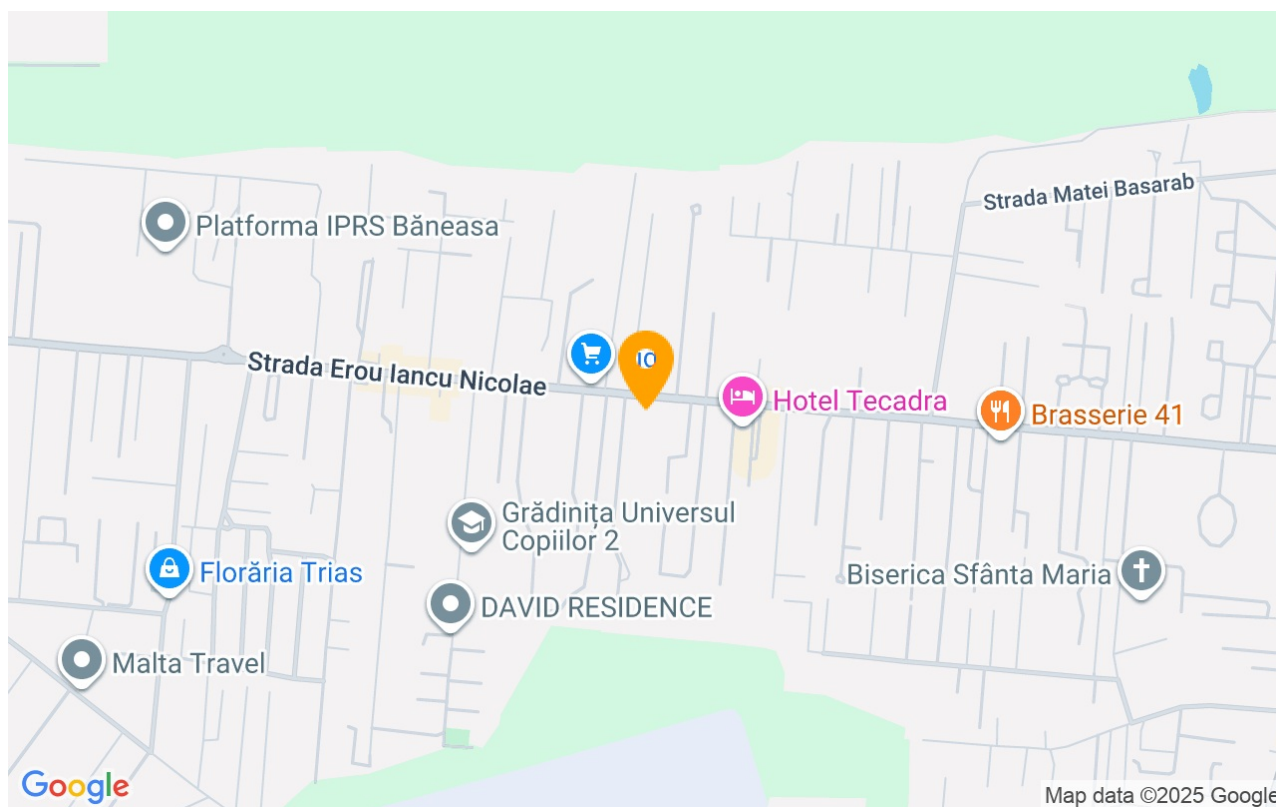 Strada Matei Basarab
Platforma IPRS Băneasa
Strada Erou Iancu Nicolae
Hotel Tecadra
Brasserie 41
Grădinița Universul
Copiilor 2
Biserica Sfânta Maria
Florăria Trias
DAVID RESIDENCE
Malta Travel
Google
Map data ©2025 Google